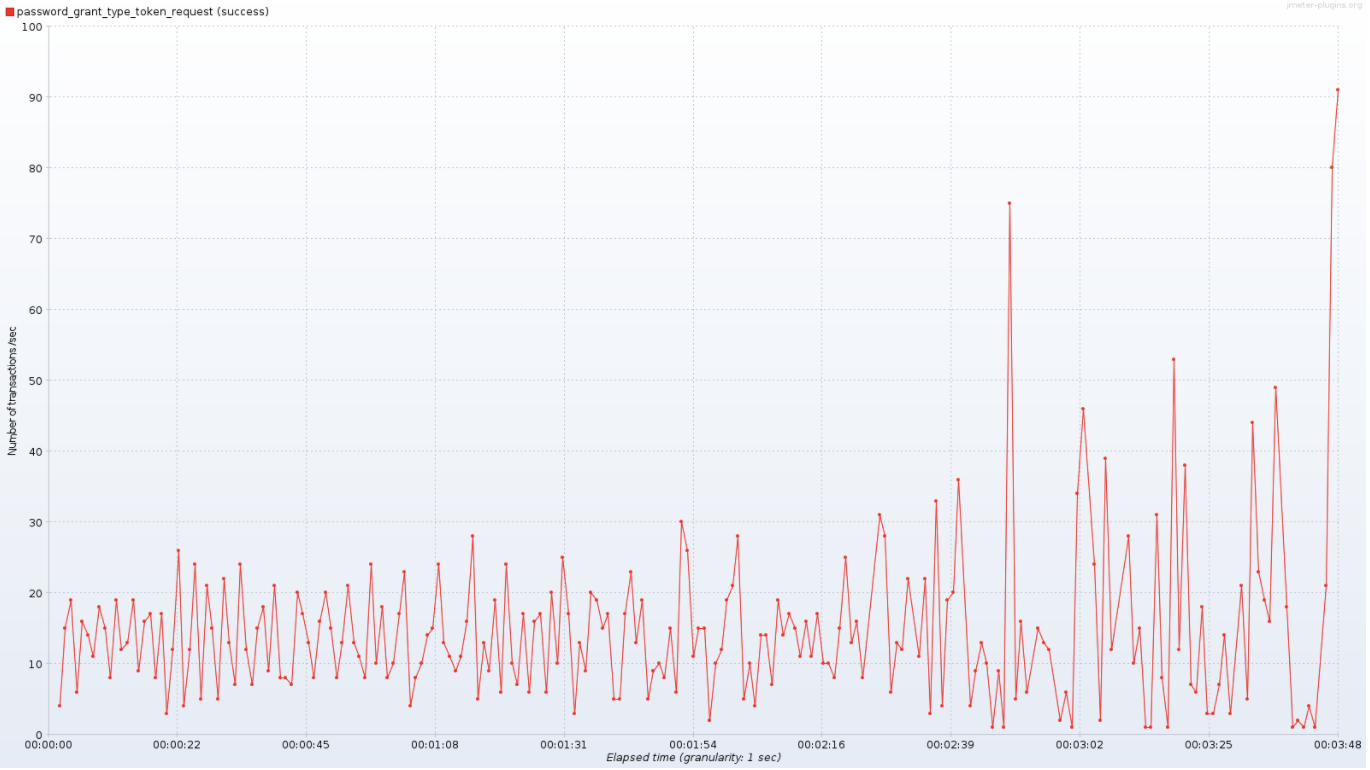 password_grant_type_token_request (success)
jmeter-plugins.org
100
90
80
70
60
50
40
30
20
10
0
Number of transactions /sec
00:00:00 00:00:22 00:00:45 00:01:08 00:01:31 00:01:54 00:02:16 00:02:39 00:03:02 00:03:25 00:03:48
Elapsed time (granularity: 1 sec)